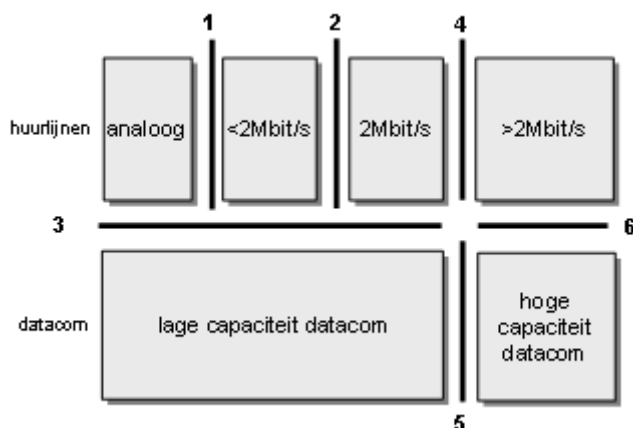 1
2
4
huurlijnen
analoog
<2Mbit/s
2Mbit/s
>2Mbit/s
3
6
datacom
lage capaciteit datacom
hoge
capaciteit
datacom
5